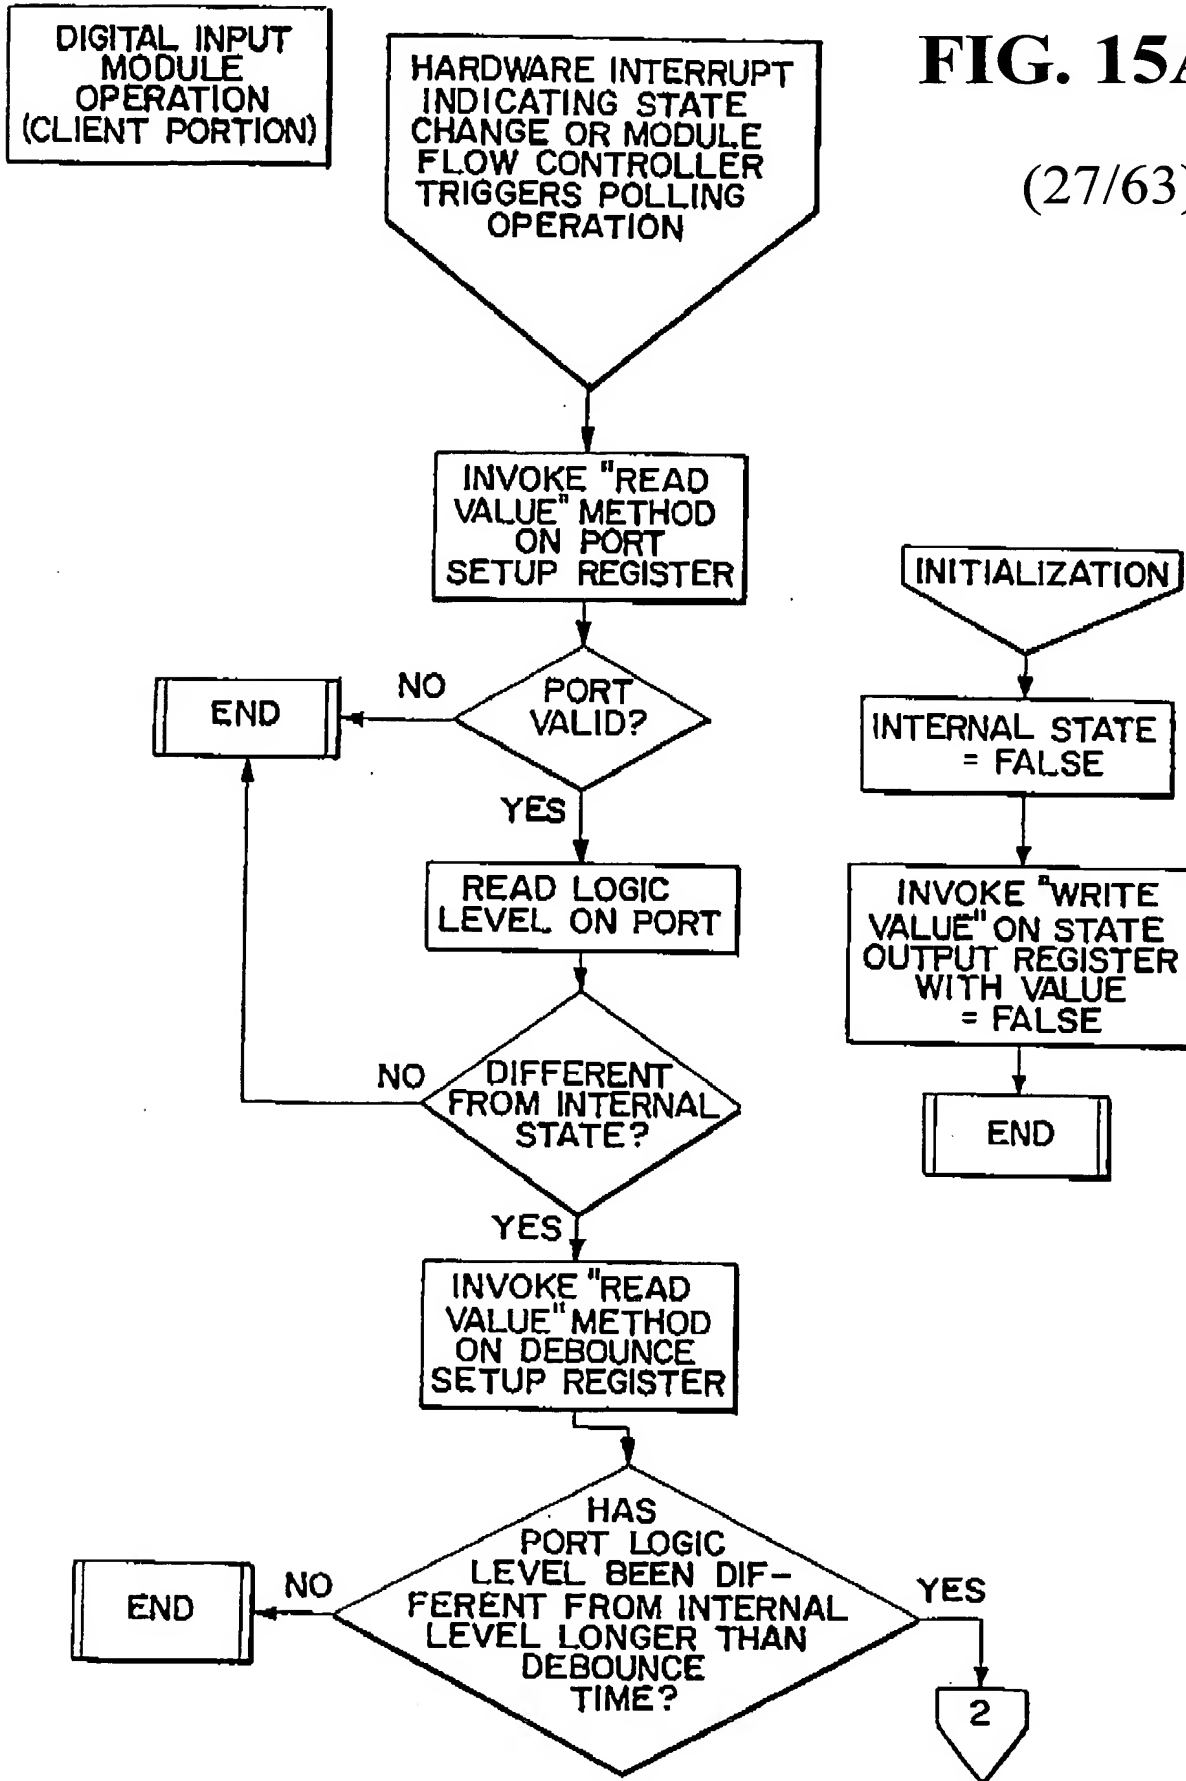 DIGITAL INPUT
MODULE
OPERATION
(CLIENT PORTION)
HARDWARE INTERRUPT
INDICATING STATE
CHANGE OR MODULE
FLOW CONTROLLER
TRIGGERS POLLING
OPERATION
FIG. 15A
(27/63)
INVOKE "READ
VALUE" METHOD
ON PORT
SETUP REGISTER
PORT
VALID?
NO
END
YES
READ LOGIC
LEVEL ON PORT
DIFFERENT
FROM INTERNAL
STATE?
NO
YES
INVOKE "READ
VALUE" METHOD
ON DEBOUNCE
SETUP REGISTER
HAS
PORT LOGIC
LEVEL BEEN DIF-
FERENT FROM INTERNAL
LEVEL LONGER THAN
DEBOUNCE
TIME?
NO
END
YES
2
INITIALIZATION
INTERNAL STATE
= FALSE
INVOKE "WRITE
VALUE" ON STATE
OUTPUT REGISTER
WITH VALUE
= FALSE
END